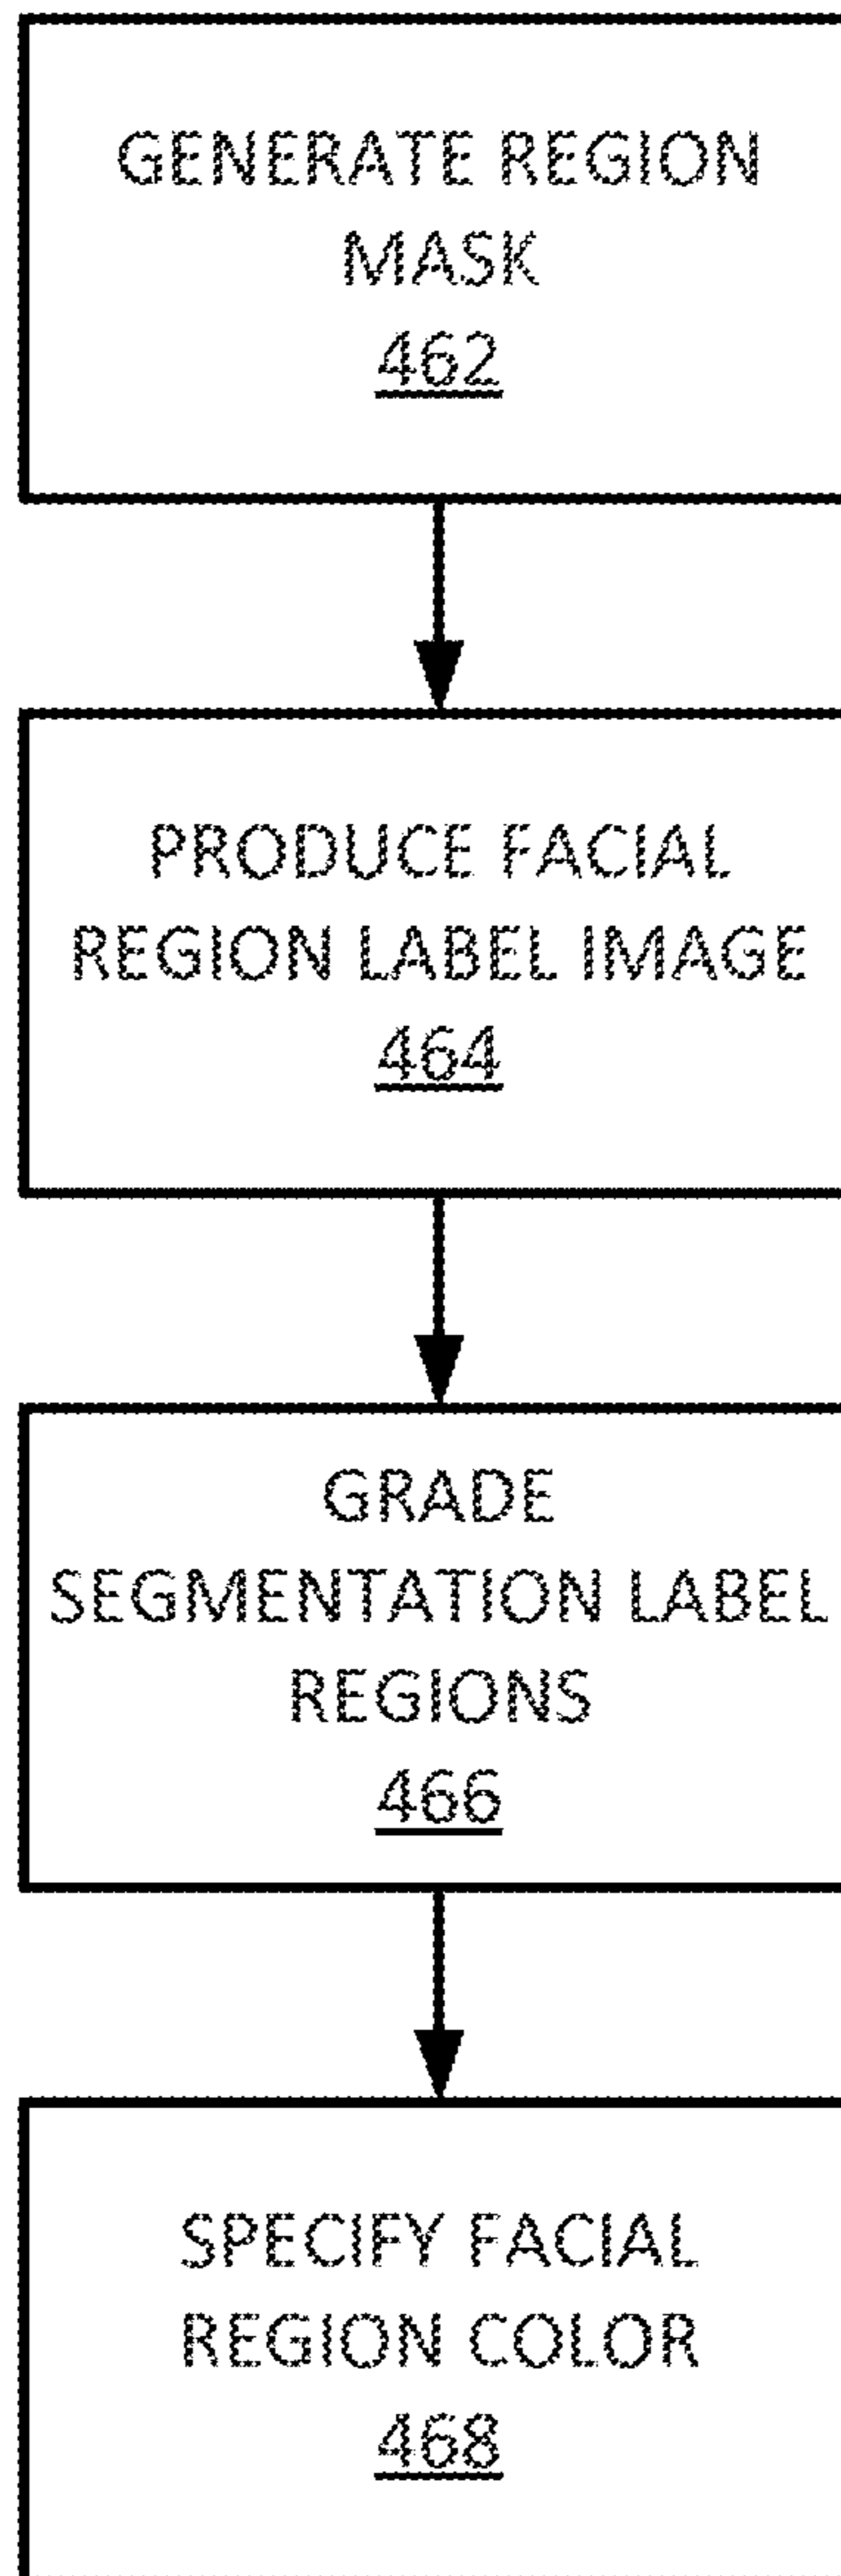 GENERATE REGION
MASK
462
PRODUCE FACIAL
REGION LABEL IMAGE
464
GRADE
SEGMENTATION LABEL
REGIONS
466
SPECIFY FACIAL
REGION COLOR
468